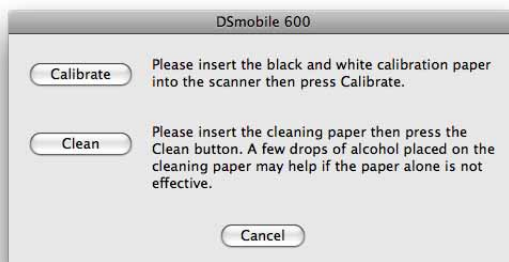 DSmobile 600
Calibrate
Please insert the black and white calibration paper
into the scanner then press Calibrate.
Clean
Please insert the cleaning paper then press the
Clean button. A few drops of alcohol placed on the
cleaning paper may help if the paper alone is not
effective.
Cancel